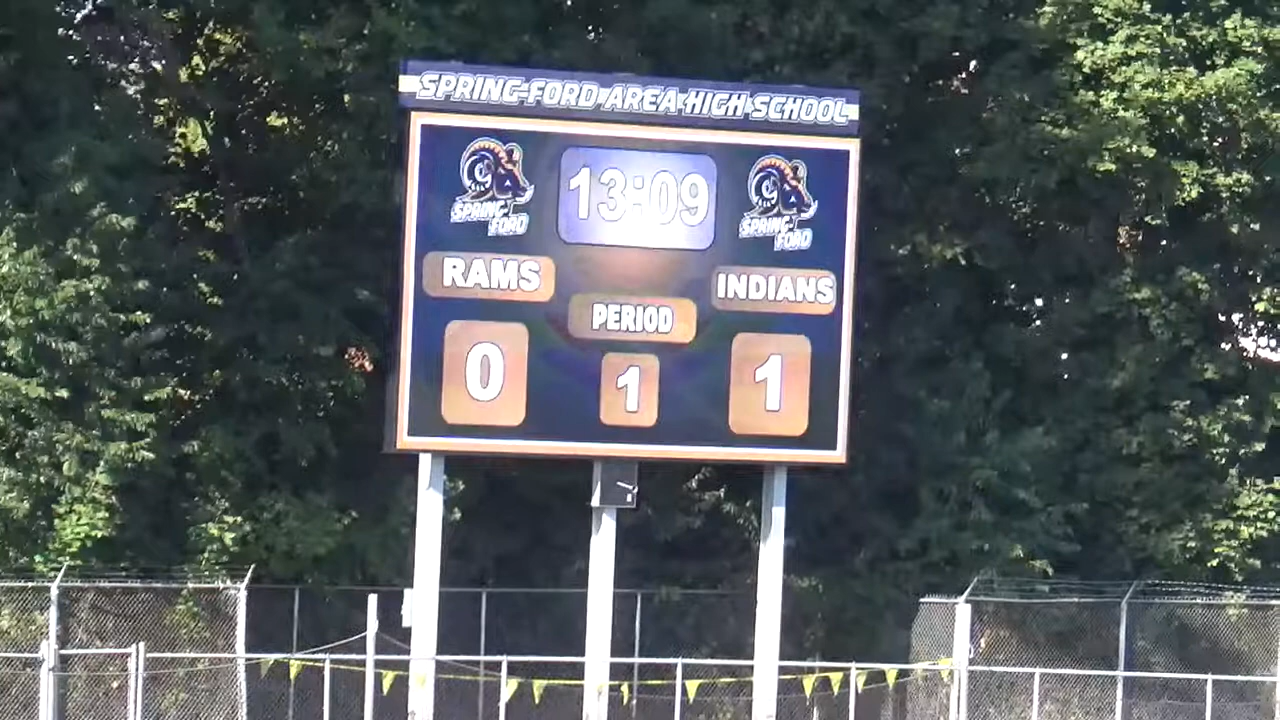 SPRING-FORD AREA HIGH SCHOOL
SPRING-
FORD
13:09
SPRING-
FORD
RAMS
INDIANS
PERIOD
0
1
1